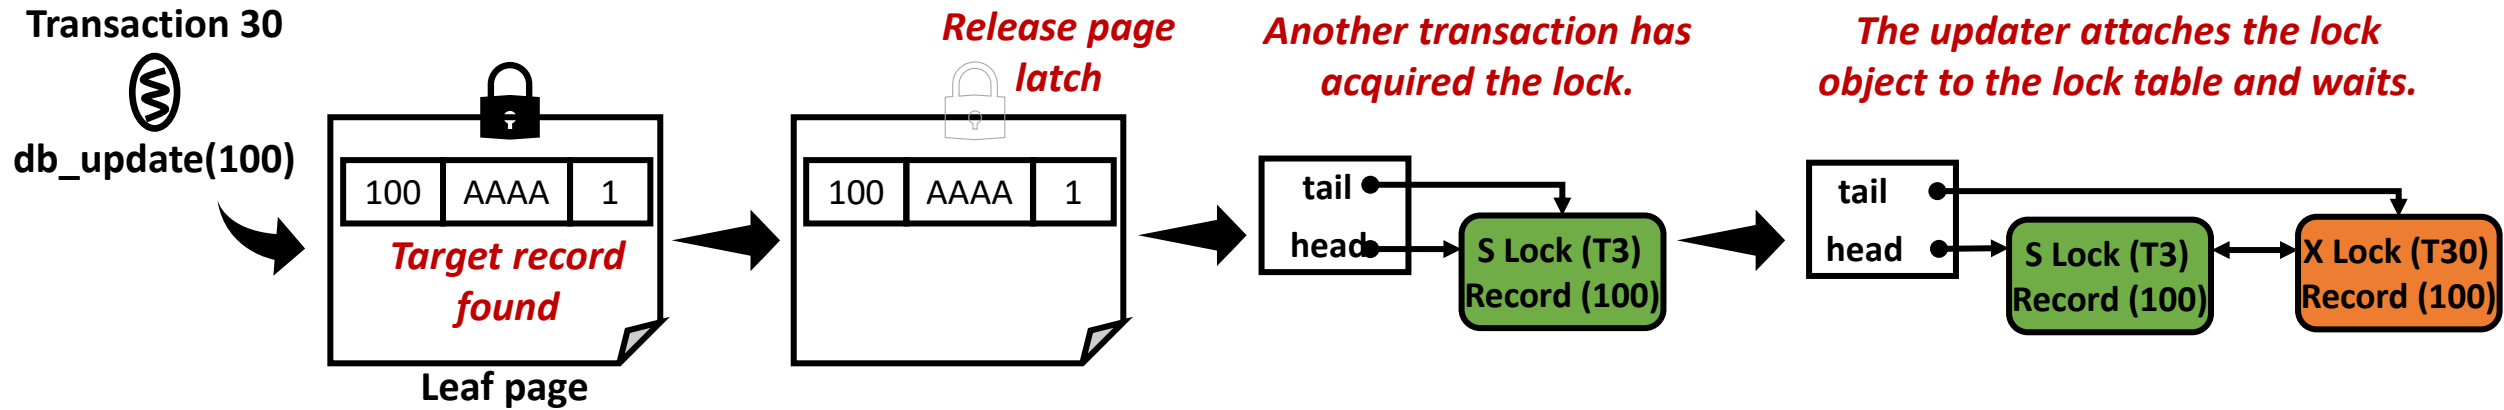 Transaction 30
db_update(100)
100 AAAA 1
Target record
found
Leaf page
Release page
latch
100 AAAA 1
Another transaction has
acquired the lock.
tail
head
S Lock (T3)
Record (100)
The updater attaches the lock
object to the lock table and waits.
tail
head
S Lock (T3)
Record (100)
X Lock (T30)
Record (100)